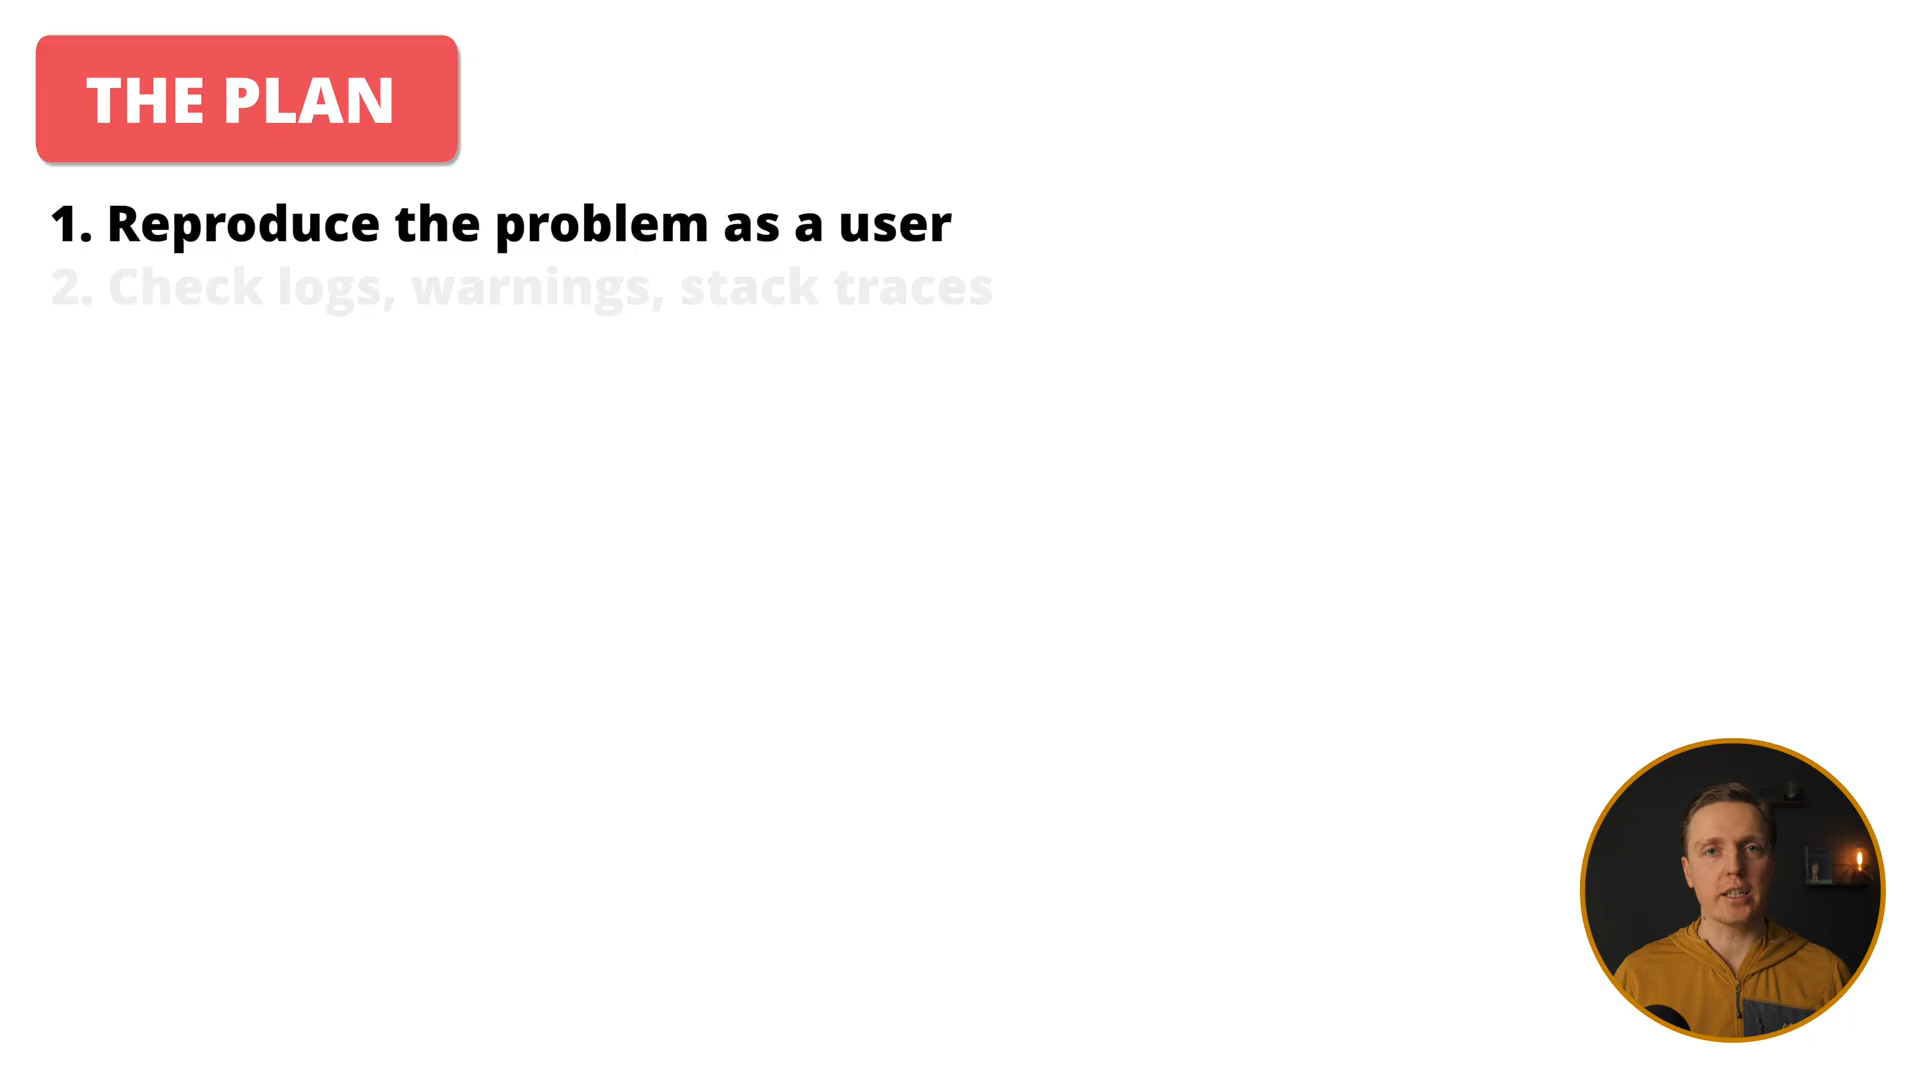 THE PLAN
1. Reproduce the problem as a user
2. Check logs, warnings, stack traces